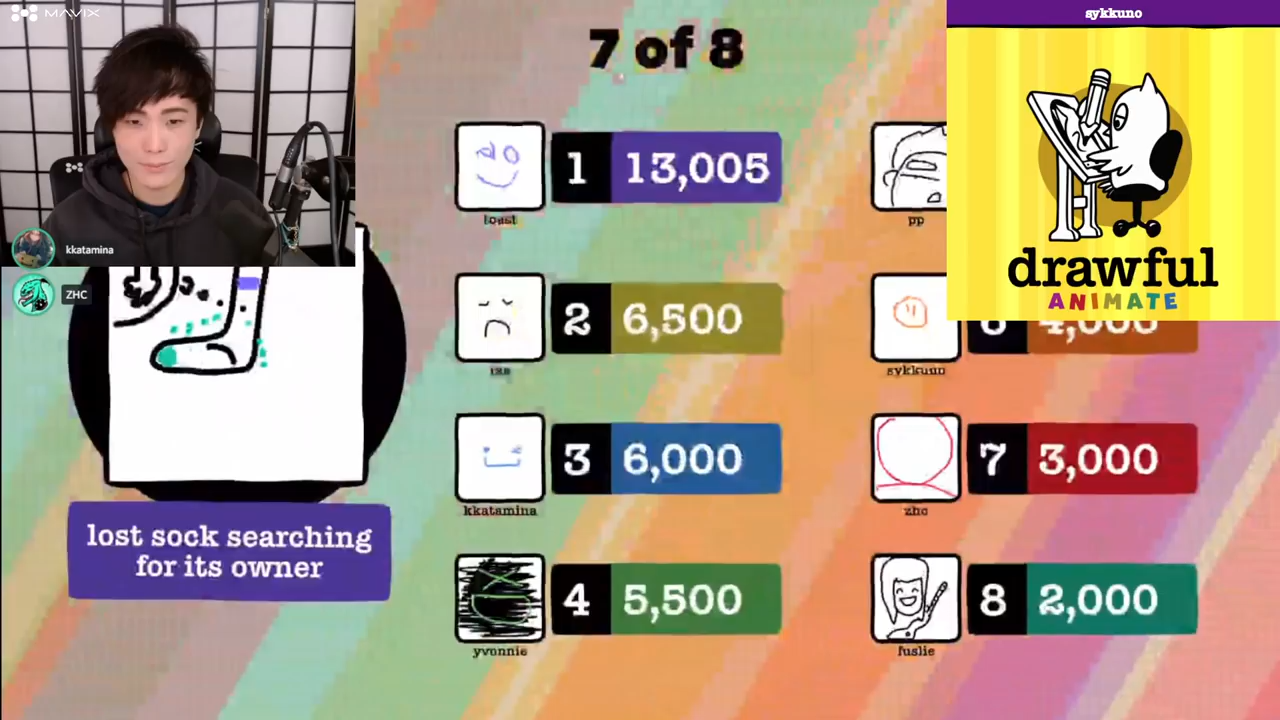 MAVIX
7 of 8
sykkuno
1 13,005
toast
pp
drawful
ANIMATE
kkatamina
ZHC
2 6,500
sykkuno
3 6,000
7 3,000
kkatamina
zhc
lost sock searching
for its owner
4 5,500
8 2,000
yvonnie
fuslie